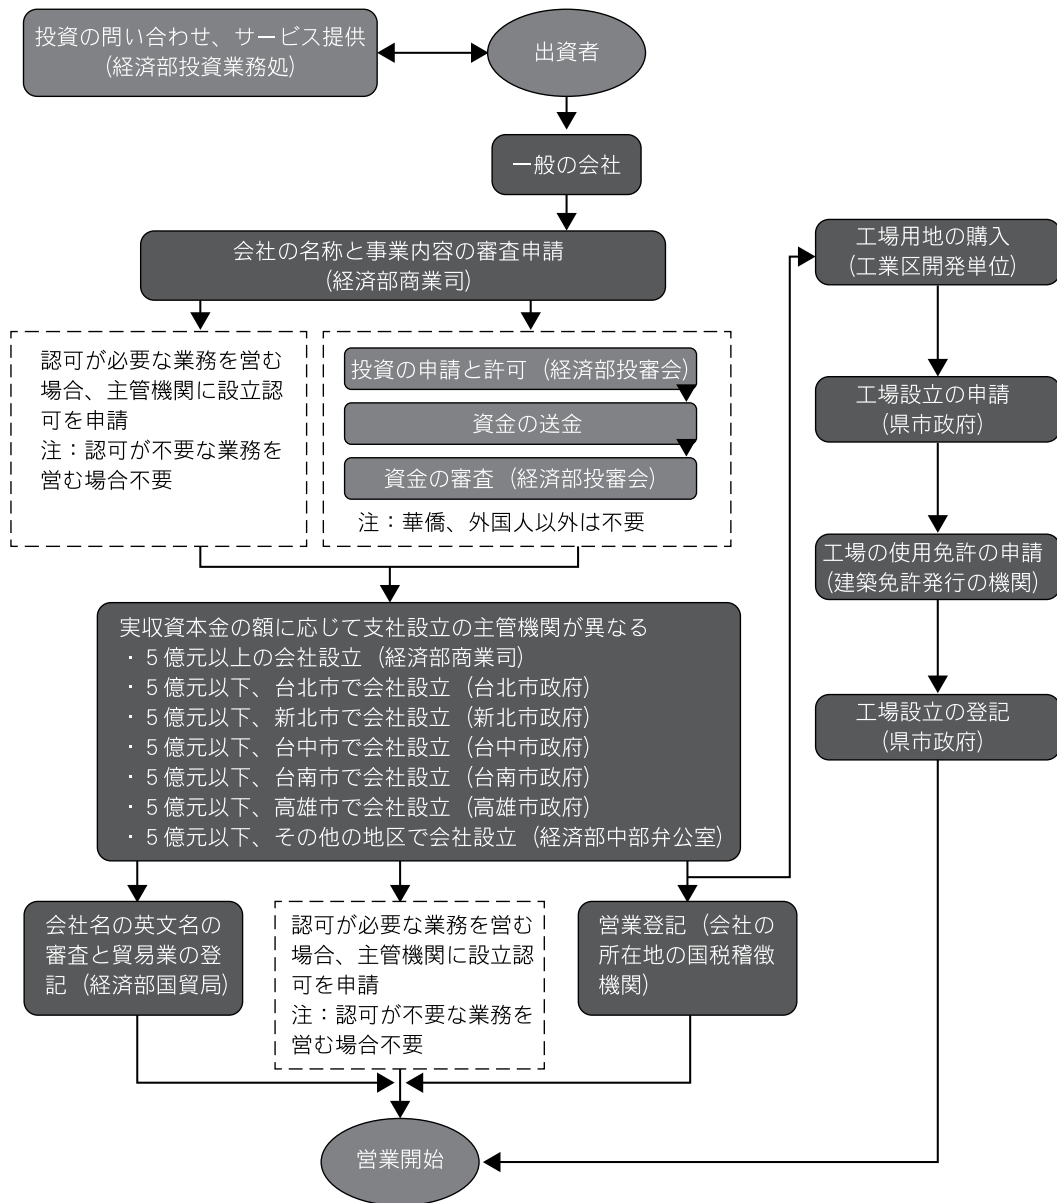 投資の問い合わせ、サービス提供
(経済部投資業務処)
出資者
一般の会社
会社の名称と事業内容の審査申請
(経済部商業司)
認可が必要な業務を営む
場合、主管機関に設立認
可を申請
注：認可が不要な業務を
営む場合不要
投資の申請と許可 (経済部投審会)
資金の送金
資金の審査 (経済部投審会)
注：華僑、外国人以外は不要
実収資本金の額に応じて支社設立の主管機関が異なる
・5億元以上の会社設立 (経済部商業司)
・5億元以下、台北市で会社設立 (台北市政府)
・5億元以下、新北市で会社設立 (新北市政府)
・5億元以下、台中市で会社設立 (台中市政府)
・5億元以下、台南市で会社設立 (台南市政府)
・5億元以下、高雄市で会社設立 (高雄市政府)
・5億元以下、その他の地区で会社設立 (経済部中部弁公室)
会社名の英文名の
審査と貿易業の登
記 (経済部国貿局)
認可が必要な業務を営む
場合、主管機関に設立認
可を申請
注：認可が不要な業務を
営む場合不要
営業登記 (会社の
所在地の国税稽徴
機関)
工場用地の購入
(工業区開発単位)
工場設立の申請
(県市政府)
工場の使用免許の申請
(建築免許発行の機関)
工場設立の登記
(県市政府)
営業開始